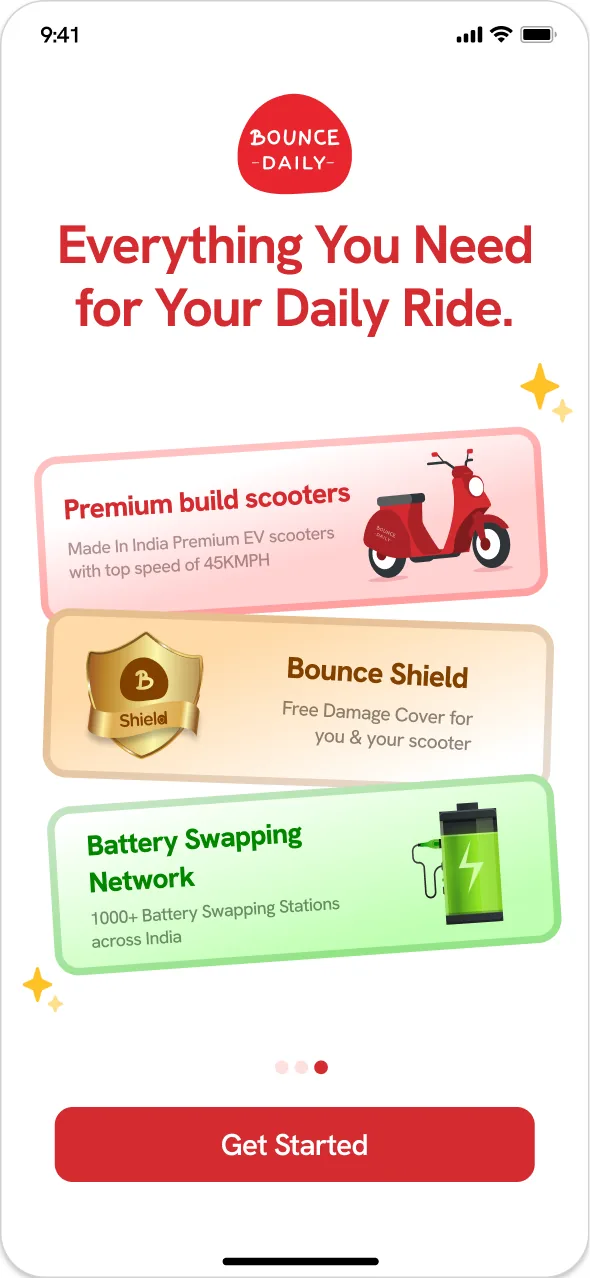 9:41
BOUNCE
-DAILY-
Everything You Need
for Your Daily Ride.
Premium build scooters
Made In India Premium EV scooters
with top speed of 45KMPH
BOUNCE
-DAILY-
B
Shield
Bounce Shield
Free Damage Cover for
you & your scooter
Battery Swapping
Network
1000+ Battery Swapping Stations
across India
Get Started